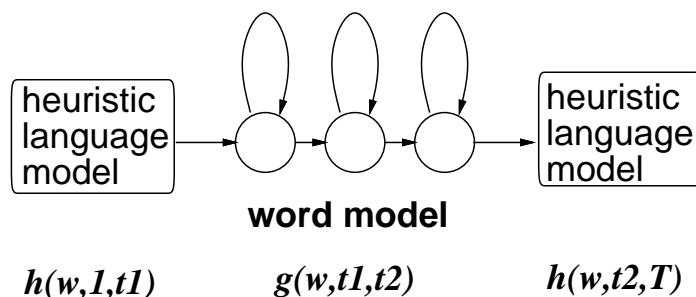 heuristic
language
model
heuristic
language
model
word model
h(w,1,t1) g(w,t1,t2) h(w,t2,T)